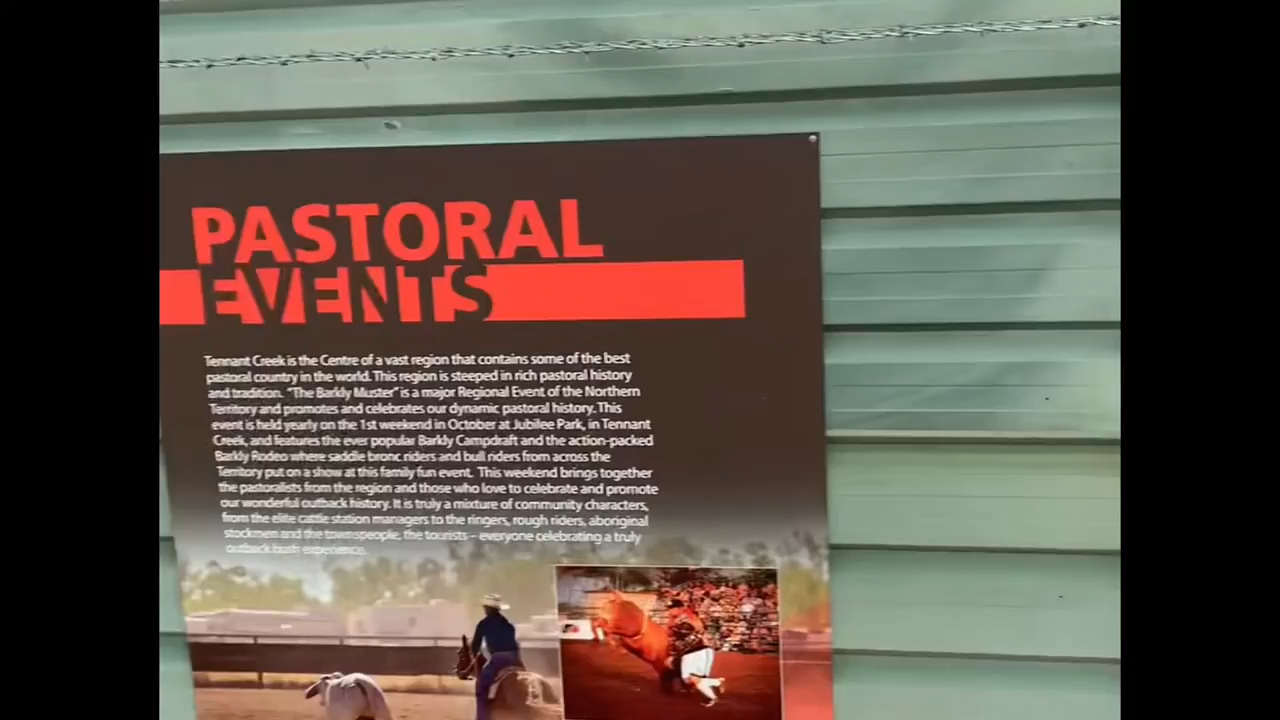 PASTORAL
EVENTS
Tennant Creek is the Centre of a vast region that contains some of the best
pastoral country in the world. This region is steeped in rich pastoral history
and tradition. "The Barkly Muster" is a major Regional Event of the Northern
Territory and promotes and celebrates our dynamic pastoral history. This
event is held yearly on the 1st weekend in October at Jubilee Park, in Tennant
Creek, and features the ever popular Barkly Campdraft and the action-packed
Barkly Rodeo where saddle bronc riders and bull riders from across the
Territory put on a show at this family fun event. This weekend brings together
the pastoralists from the region and those who love to celebrate and promote
our wonderful outback history. It is truly a mixture of community characters,
from the elite cattle station managers to the ringers, rough riders, aboriginal
stockmen and the townspeople, the tourists – everyone celebrating a truly
outback bush experience.